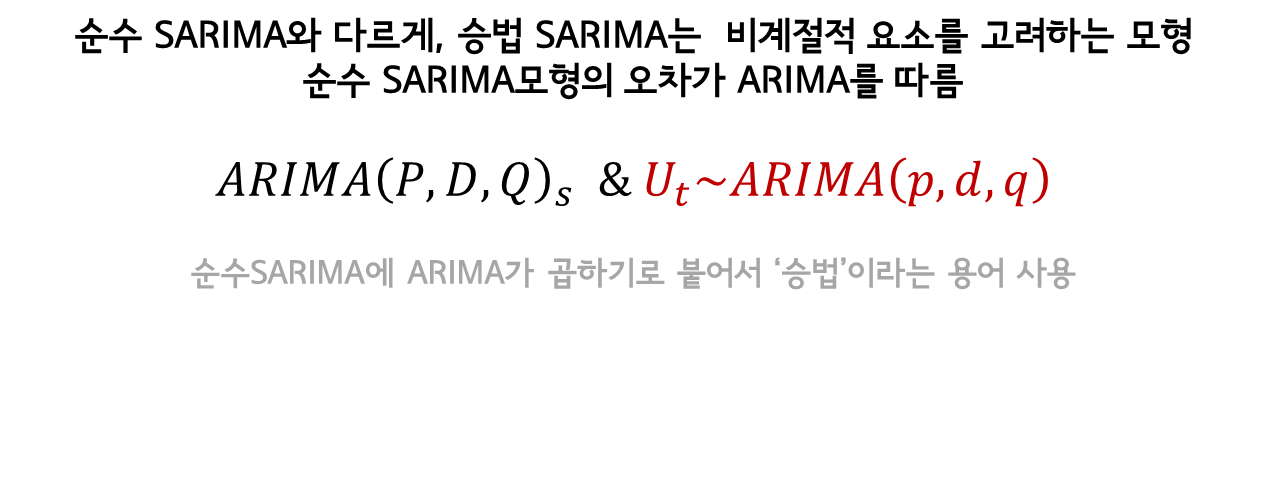 순수 SARIMA와 다르게, 승법 SARIMA는 비계절적 요소를 고려하는 모형
순수 SARIMA모형의 오차가 ARIMA를 따름
ARIMA(P, D, Q)ₛ & Uₜ~ARIMA(p, d, q)
순수SARIMA에 ARIMA가 곱하기로 붙어서 ‘승법’이라는 용어 사용